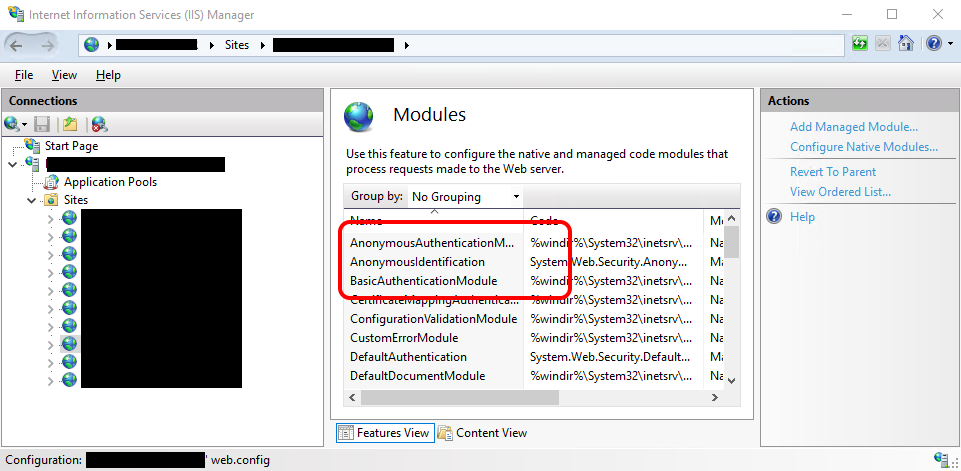 Internet Information Services (IIS) Manager
Sites
File View Help
Connections
Start Page
Application Pools
Sites
Modules
Use this feature to configure the native and managed code modules that
process requests made to the Web server.
Group by: No Grouping
Name Code
AnonymousAuthenticationM... %windir%\System32\inetsrv\... Na
AnonymousIdentification System.Web.Security.Anony... Ma
BasicAuthenticationModule %windir%\System32\inetsrv\... Na
CertificateMappingAuthentica... %windir%\System32\inetsrv\... Na
ConfigurationValidationModule %windir%\System32\inetsrv\... Na
CustomErrorModule %windir%\System32\inetsrv\... Na
DefaultAuthentication System.Web.Security.Default... Ma
DefaultDocumentModule %windir%\System32\inetsrv\... Na
Features View Content View
Actions
Add Managed Module...
Configure Native Modules...
Revert To Parent
View Ordered List...
Help
Configuration: ' web.config